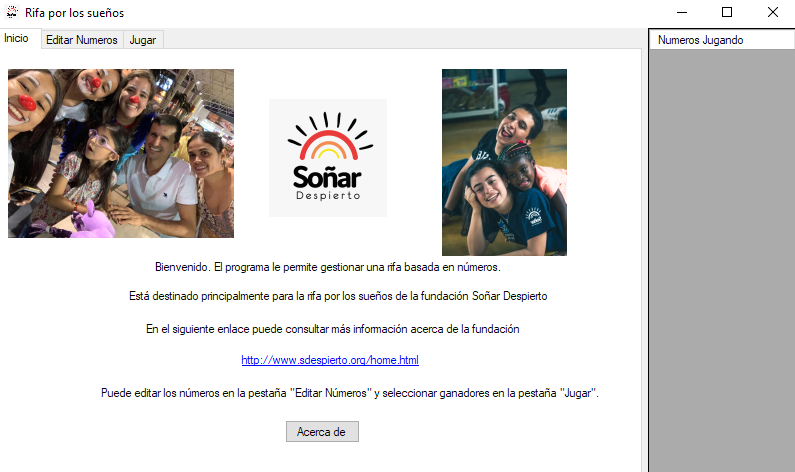 Rifa por los sueños
Inicio
Editar Numeros
Jugar
Numeros Jugando
Soñar
Despierto
Bienvenido. El programa le permite gestionar una rifa basada en números.
Está destinado principalmente para la rifa por los sueños de la fundación Soñar Despierto
En el siguiente enlace puede consultar más información acerca de la fundación
http://www.sdespierto.org/home.html
Puede editar los números en la pestaña "Editar Números" y seleccionar ganadores en la pestaña "Jugar".
Acerca de